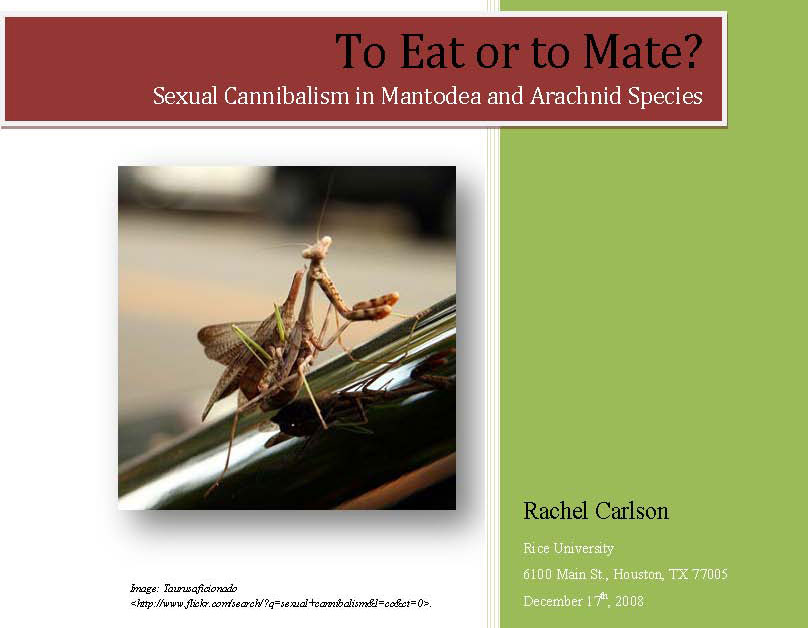 To Eat or to Mate?
Sexual Cannibalism in Mantodea and Arachnid Species
Rachel Carlson
Rice University
6100 Main St., Houston, TX 77005
December 17th, 2008
Image: Taurusaficionado
<http://www.flickr.com/search/?q=sexual+cannibalism&l=co&ct=0>.